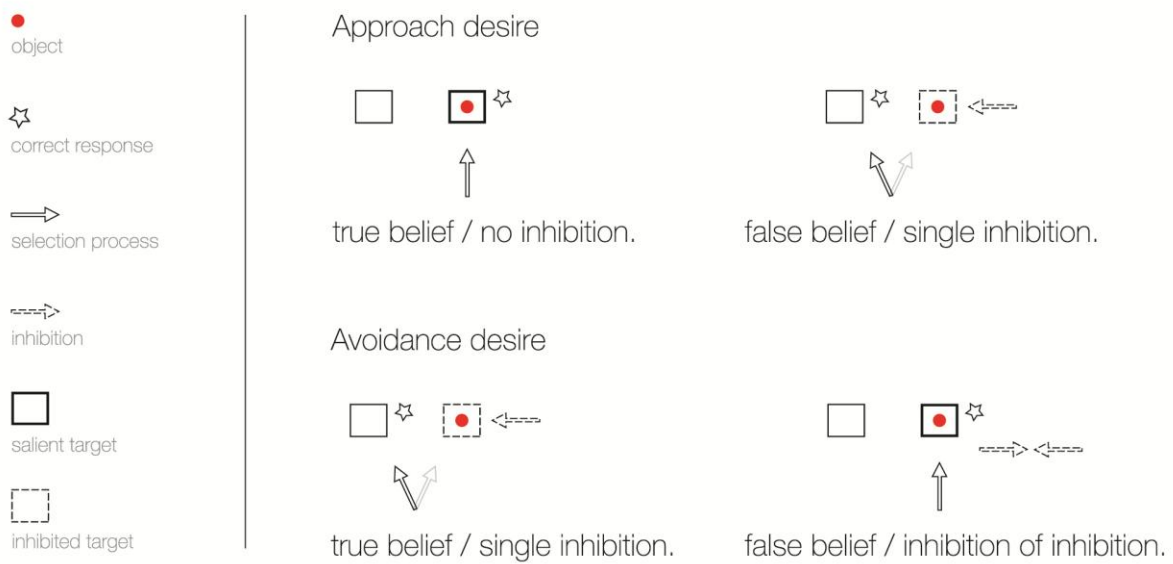 object
correct response
selection process
inhibition
salient target
inhibited target
Approach desire
true belief / no inhibition.
false belief / single inhibition.
Avoidance desire
true belief / single inhibition.
false belief / inhibition of inhibition.